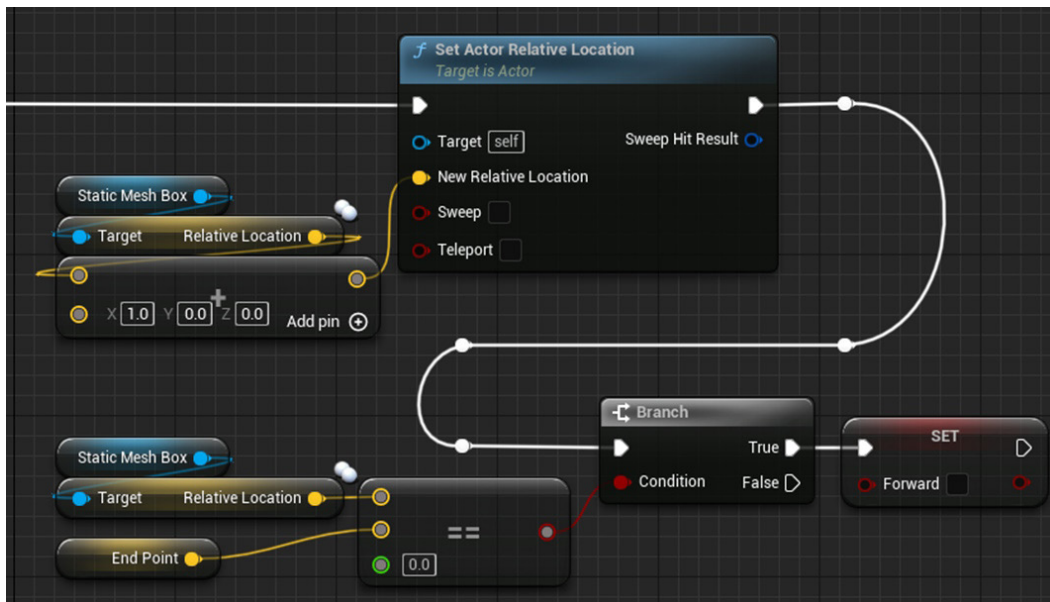 Set Actor Relative Location
Target is Actor
Target self
Sweep Hit Result
New Relative Location
Sweep
Teleport
Static Mesh Box
Target Relative Location
X 1.0 Y 0.0 Z 0.0
Add pin
Branch
True
Condition
False
SET
Forward
Static Mesh Box
Target Relative Location
==
End Point
0.0